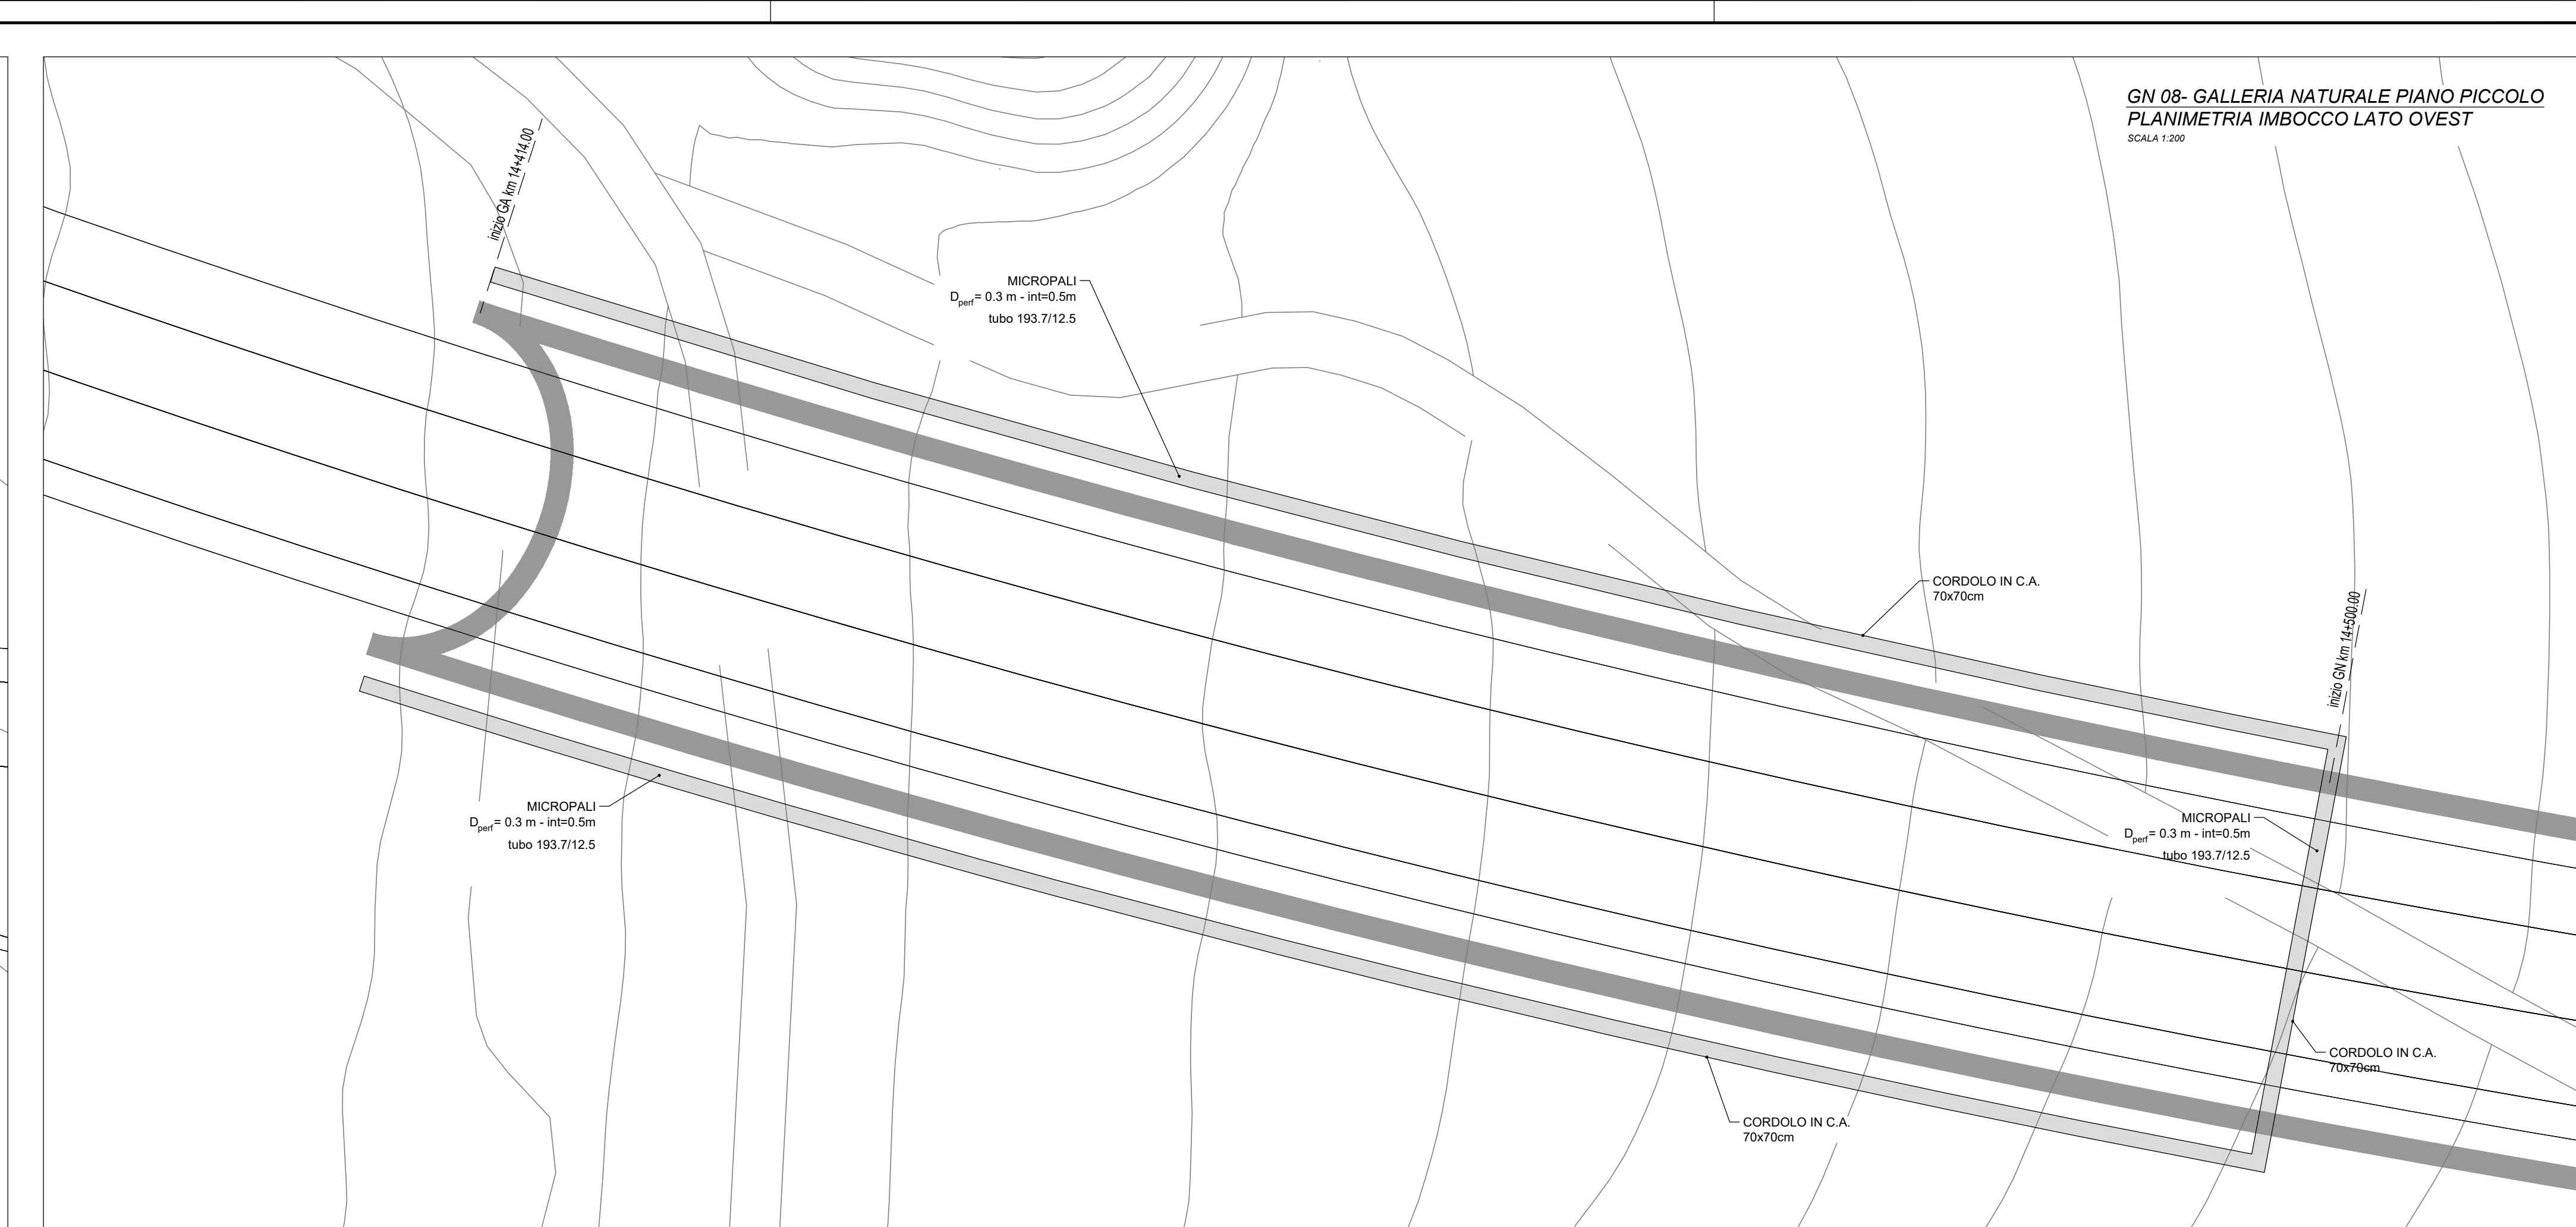 GN 08- GALLERIA NATURALE PIANO PICCOLO
PLANIMETRIA IMBOCCO LATO OVEST
SCALA 1:200
inizio GA km 14+414.00
MICROPALI
Dperf= 0.3 m - int=0.5m
tubo 193.7/12.5
CORDOLO IN C.A.
70x70cm
inizio GN km 14+500.00
MICROPALI
Dperf= 0.3 m - int=0.5m
tubo 193.7/12.5
MICROPALI
Dperf= 0.3 m - int=0.5m
tubo 193.7/12.5
CORDOLO IN C.A.
70x70cm
CORDOLO IN C.A.
70x70cm